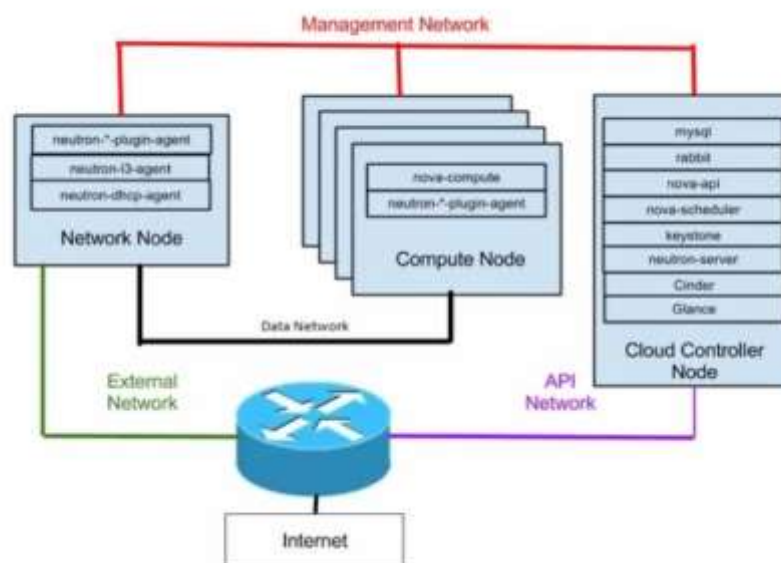 Management Network
neutron-*-plugin-agent
neutron-l3-agent
neutron-dhcp-agent
Network Node
nova-compute
neutron-*-plugin-agent
Compute Node
mysql
rabbit
nova-api
nova-scheduler
keystone
neutron-server
Cinder
Glance
Cloud Controller
Node
Data Network
External
Network
API
Network
Internet